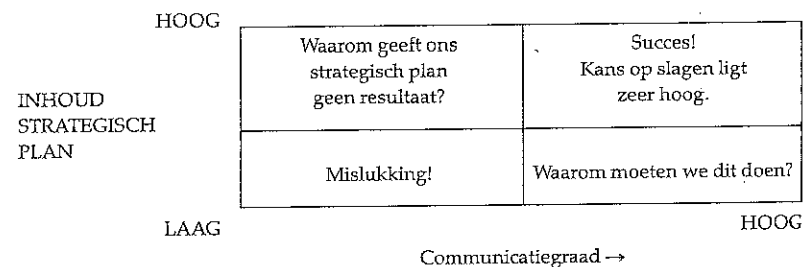 HOOG
Waarom geeft ons
strategisch plan
geen resultaat?
Succes!
Kans op slagen ligt
zeer hoog.
INHOUD
STRATEGISCH
PLAN
Mislukking!
Waarom moeten we dit doen?
LAAG
HOOG
Communicatiegraad →